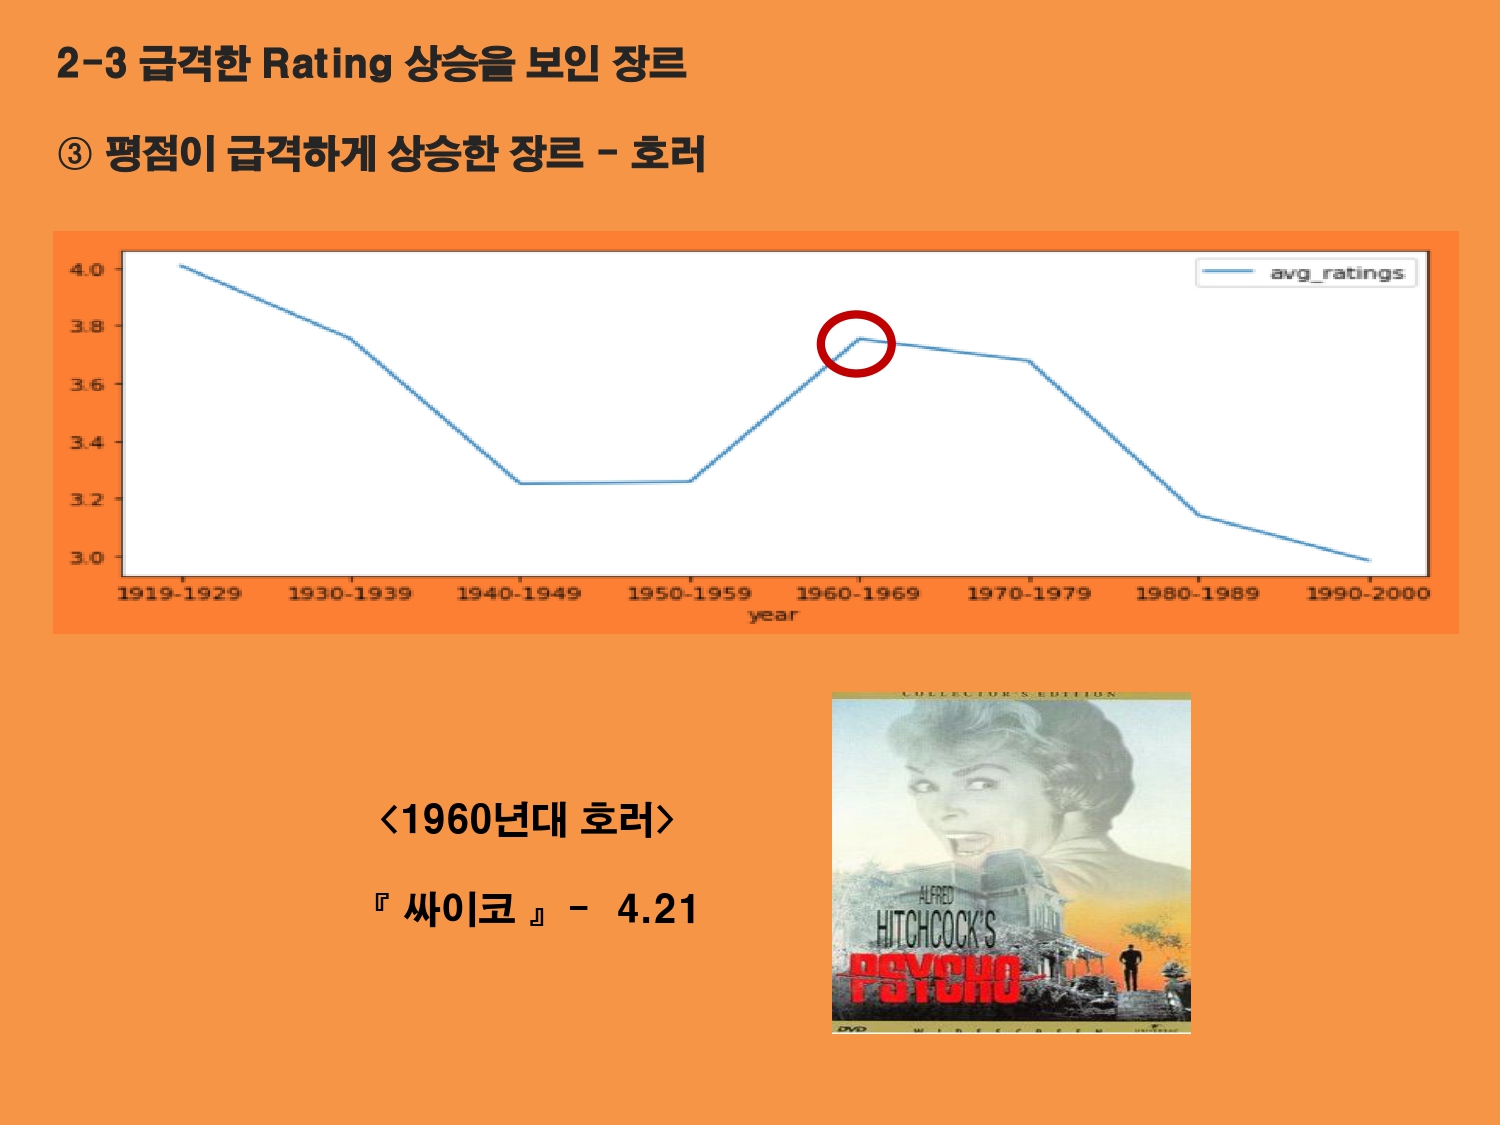 2-3 급격한 Rating 상승을 보인 장르
③ 평점이 급격하게 상승한 장르 - 호러
avg_ratings
4.0
3.8
3.6
3.4
3.2
3.0
1919-1929 1930-1939 1940-1949 1950-1959 1960-1969 1970-1979 1980-1989 1990-2000
year
<1960년대 호러>
『 싸이코 』 - 4.21
COLLECTOR'S EDITION
ALFRED
HITCHCOCK'S
PSYCHO
DVD WIDESCREEN